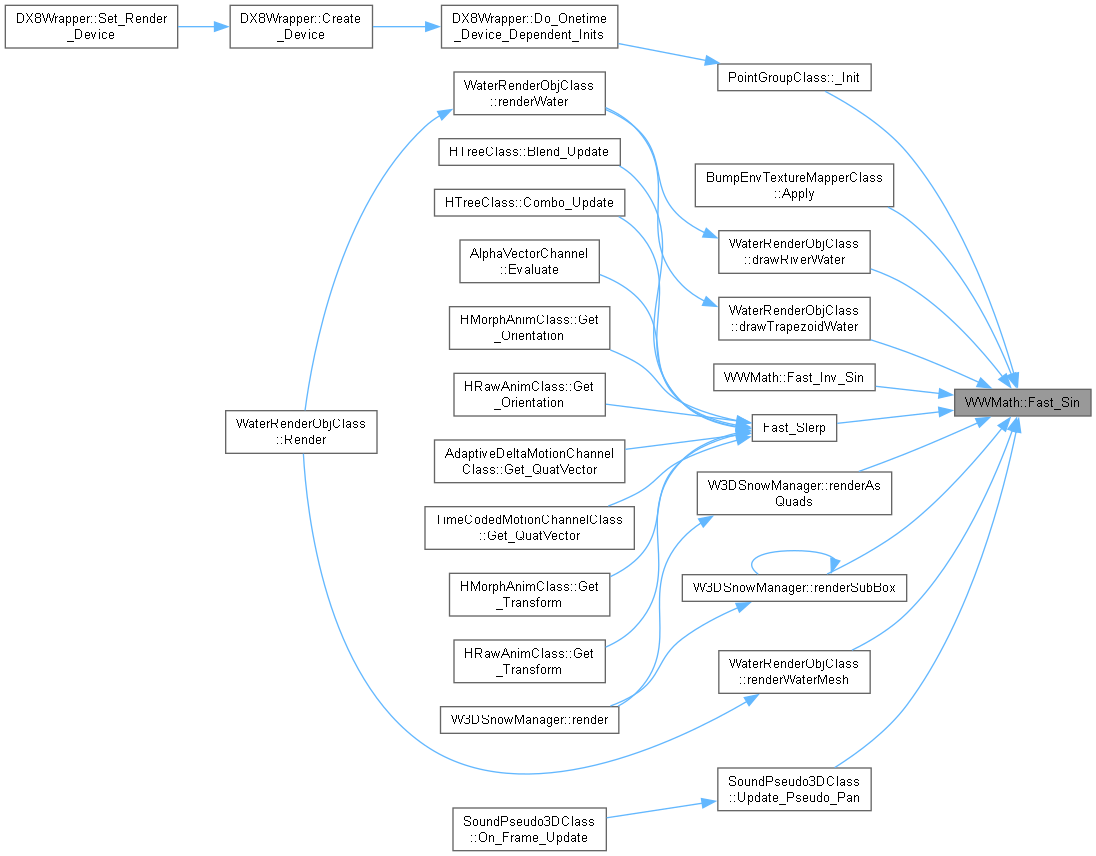 DX8Wrapper::Set_Render
_Device
DX8Wrapper::Create
_Device
DX8Wrapper::Do_Onetime
_Device_Dependent_Inits
PointGroupClass::_Init
WaterRenderObjClass
::renderWater
HTreeClass::Blend_Update
HTreeClass::Combo_Update
AlphaVectorChannel
::Evaluate
HMorphAnimClass::Get
_Orientation
HRawAnimClass::Get
_Orientation
AdaptiveDeltaMotionChannel
Class::Get_QuatVector
TimeCodedMotionChannelClass
::Get_QuatVector
HMorphAnimClass::Get
_Transform
HRawAnimClass::Get
_Transform
W3DSnowManager::render
SoundPseudo3DClass
::On_Frame_Update
WaterRenderObjClass
::Render
BumpEnvTextureMapperClass
::Apply
WaterRenderObjClass
::drawRiverWater
WaterRenderObjClass
::drawTrapezoidWater
WWMath::Fast_Inv_Sin
Fast_Slerp
W3DSnowManager::renderAs
Quads
W3DSnowManager::renderSubBox
WaterRenderObjClass
::renderWaterMesh
SoundPseudo3DClass
::Update_Pseudo_Pan
WWMath::Fast_Sin